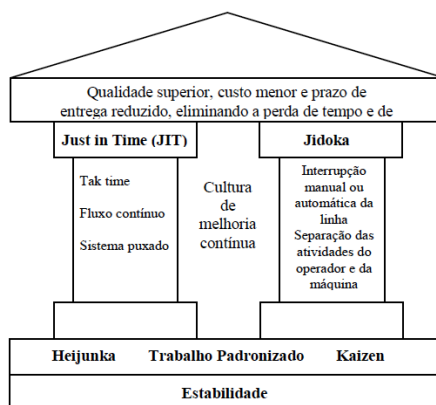 Qualidade superior, custo menor e prazo de
entrega reduzido, eliminando a perda de tempo e de
Just in Time (JIT)
Tak time
Fluxo contínuo
Sistema puxado
Cultura
de
melhoria
contínua
Jidoka
Interrupção
manual ou
automática da
linha
Separação das
atividades do
operador e da
máquina
Heijunka Trabalho Padronizado Kaizen
Estabilidade